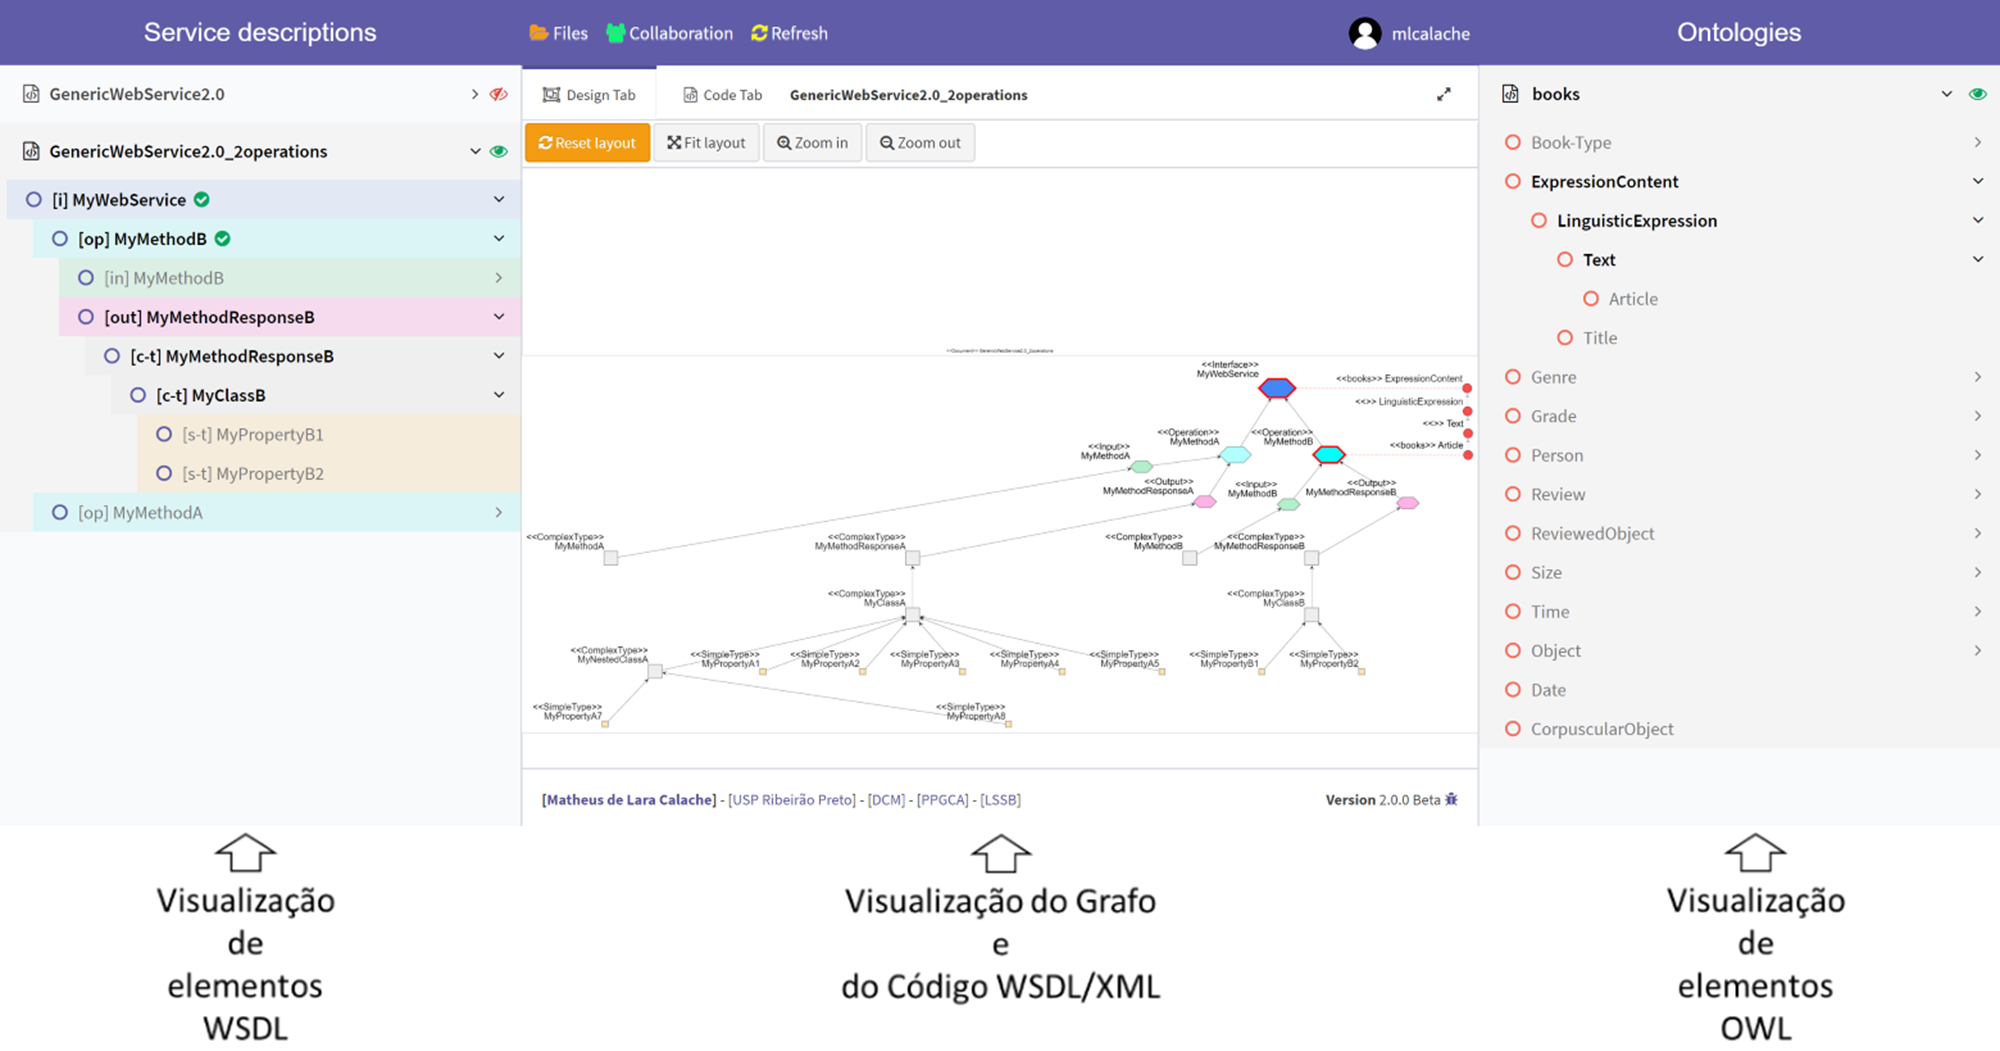 Service descriptions
Files Collaboration Refresh
mlcalache
Ontologies
GenericWebService2.0
GenericWebService2.0_2operations
[i] MyWebService
[op] MyMethodB
[in] MyMethodB
[out] MyMethodResponseB
[c-t] MyMethodResponseB
[c-t] MyClassB
[s-t] MyPropertyB1
[s-t] MyPropertyB2
[op] MyMethodA
Design Tab Code Tab GenericWebService2.0_2operations
Reset layout Fit layout Zoom in Zoom out
<<Document>> GenericWebService2.0_2operations
<<Interface>>
MyWebService
<<books>> ExpressionContent
<<>> LinguisticExpression
<<>> Text
<<books>> Article
<<Operation>>
MyMethodA
<<Operation>>
MyMethodB
<<Input>>
MyMethodA
<<Output>>
MyMethodResponseA
<<Input>>
MyMethodB
<<Output>>
MyMethodResponseB
<<ComplexType>>
MyMethodA
<<ComplexType>>
MyMethodResponseA
<<ComplexType>>
MyMethodB
<<ComplexType>>
MyMethodResponseB
<<ComplexType>>
MyClassA
<<ComplexType>>
MyClassB
<<ComplexType>>
MyNestedClassA
<<SimpleType>>
MyPropertyA1
<<SimpleType>>
MyPropertyA2
<<SimpleType>>
MyPropertyA3
<<SimpleType>>
MyPropertyA4
<<SimpleType>>
MyPropertyA5
<<SimpleType>>
MyPropertyB1
<<SimpleType>>
MyPropertyB2
<<SimpleType>>
MyPropertyA7
<<SimpleType>>
MyPropertyA8
[Matheus de Lara Calache] - [USP Ribeirão Preto] - [DCM] - [PPGCA] - [LSSB]
Version 2.0.0 Beta
books
Book-Type
ExpressionContent
LinguisticExpression
Text
Article
Title
Genre
Grade
Person
Review
ReviewedObject
Size
Time
Object
Date
CorpuscularObject
Visualização
de
elementos
WSDL
Visualização do Grafo
e
do Código WSDL/XML
Visualização
de
elementos
OWL